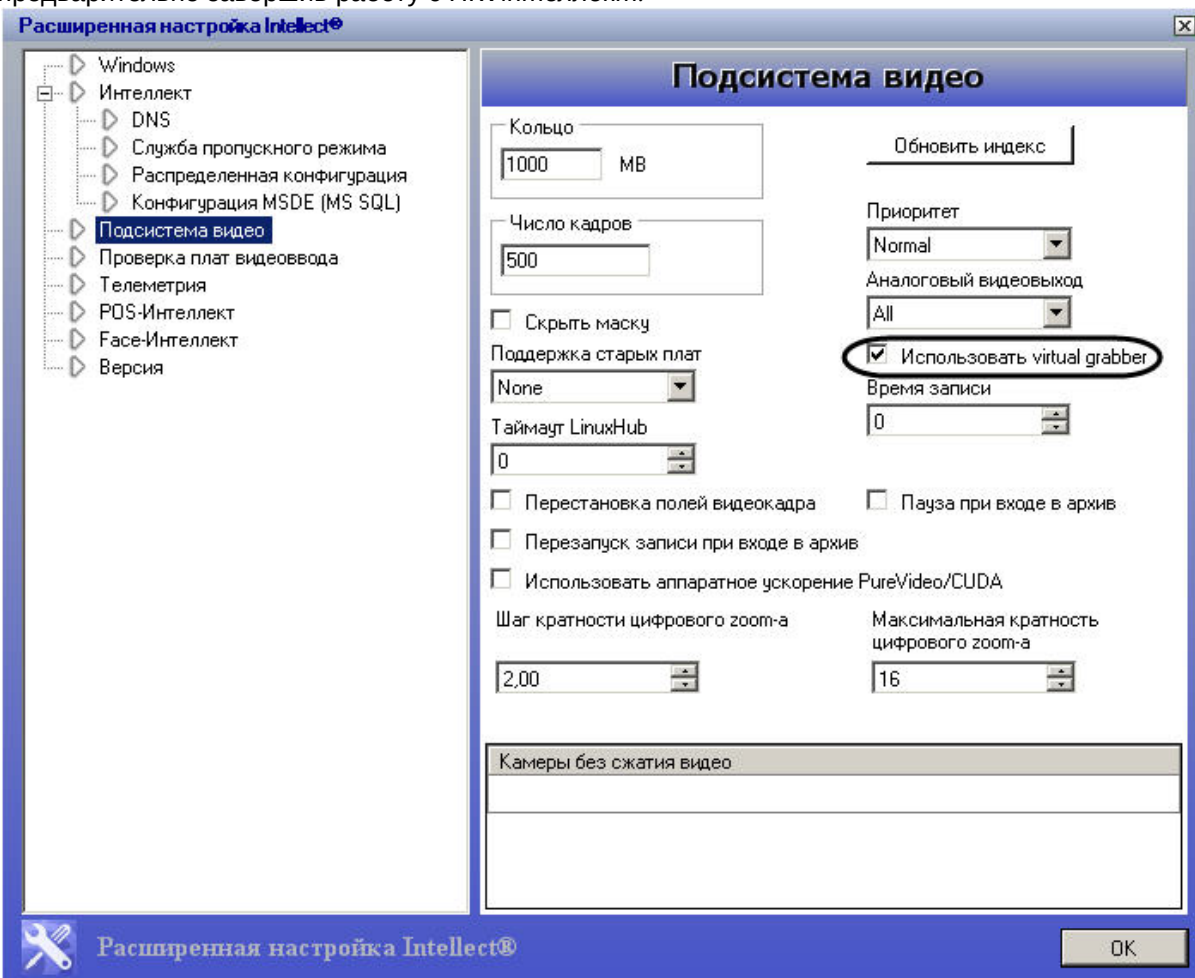 Расширенная настройка Intellect®
Windows
Интеллект
DNS
Служба пропускного режима
Распределенная конфигурация
Конфигурация MSDE (MS SQL)
Подсистема видео
Проверка плат видеоввода
Телеметрия
POS-Интеллект
Face-Интеллект
Версия
Подсистема видео
Кольцо
1000 MB
Обновить индекс
Число кадров
500
Приоритет
Normal
Аналоговый видеовыход
All
Скрыть маску
Использовать virtual grabber
Поддержка старых плат
None
Время записи
0
Таймаут LinuxHub
0
Перестановка полей видеокадра
Пауза при входе в архив
Перезапуск записи при входе в архив
Использовать аппаратное ускорение PureVideo/CUDA
Шаг кратности цифрового zoom-а
2,00
Максимальная кратность
цифрового zoom-а
16
Камеры без сжатия видео
Расширенная настройка Intellect®
OK